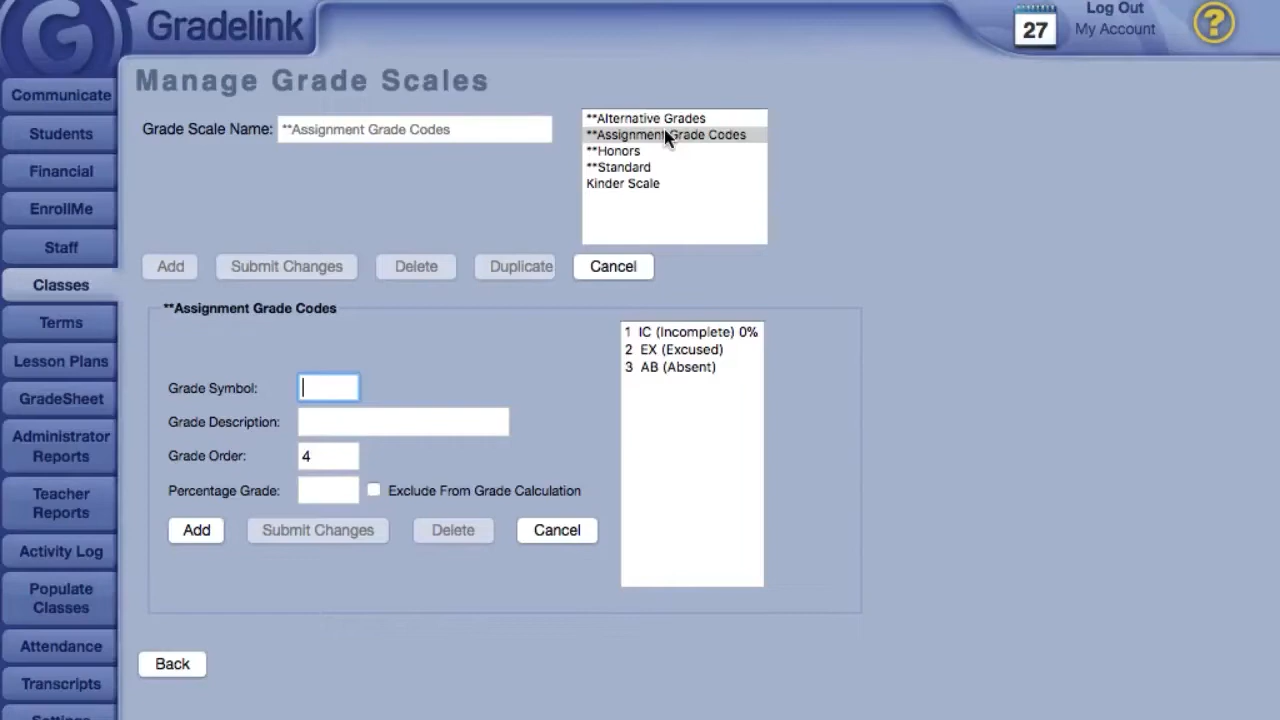 Gradelink
27
Log Out
My Account
?
Communicate
Students
Financial
EnrollMe
Staff
Classes
Terms
Lesson Plans
GradeSheet
Administrator
Reports
Teacher
Reports
Activity Log
Populate
Classes
Attendance
Transcripts
Settings
Manage Grade Scales
Grade Scale Name: **Assignment Grade Codes
**Alternative Grades
**Assignment Grade Codes
**Honors
**Standard
Kinder Scale
Add Submit Changes Delete Duplicate Cancel
**Assignment Grade Codes
Grade Symbol:
Grade Description:
Grade Order: 4
Percentage Grade: Exclude From Grade Calculation
Add Submit Changes Delete Cancel
1 IC (Incomplete) 0%
2 EX (Excused)
3 AB (Absent)
Back